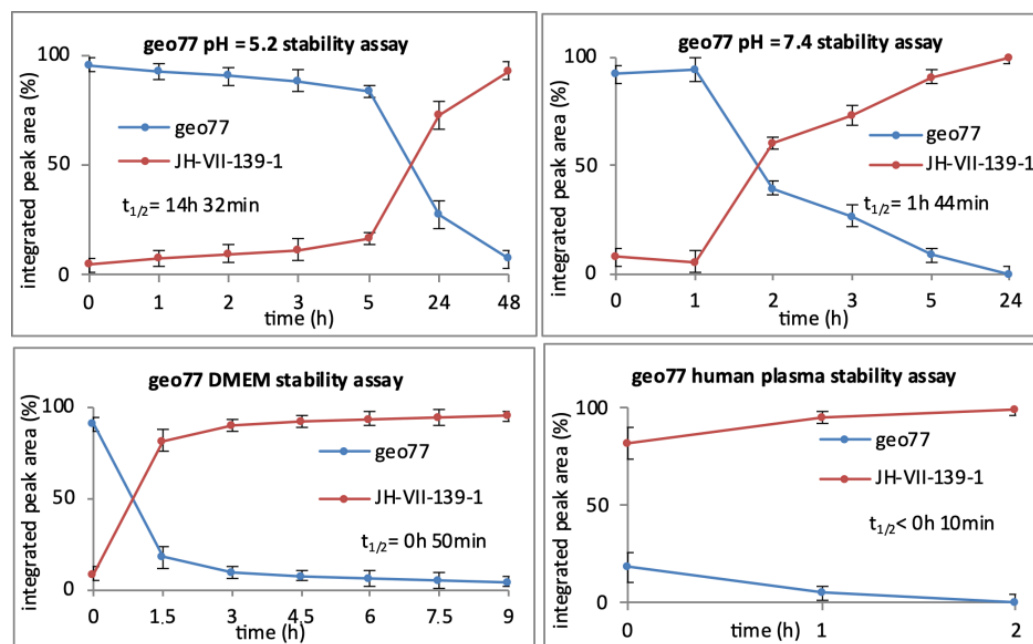 geo77 pH = 5.2 stability assay
integrated peak area (%)
100
50
0
geo77
JH-VII-139-1
t1/2= 14h 32min
0 1 2 3 5 24 48
time (h)
geo77 pH = 7.4 stability assay
integrated peak area (%)
100
50
0
geo77
JH-VII-139-1
t1/2= 1h 44min
0 1 2 3 5 24
time (h)
geo77 DMEM stability assay
integrated peak area (%)
100
50
0
geo77
JH-VII-139-1
t1/2= 0h 50min
0 1.5 3 4.5 6 7.5 9
time (h)
geo77 human plasma stability assay
integrated peak area (%)
100
50
0
geo77
JH-VII-139-1
t1/2< 0h 10min
0 1 2
time (h)